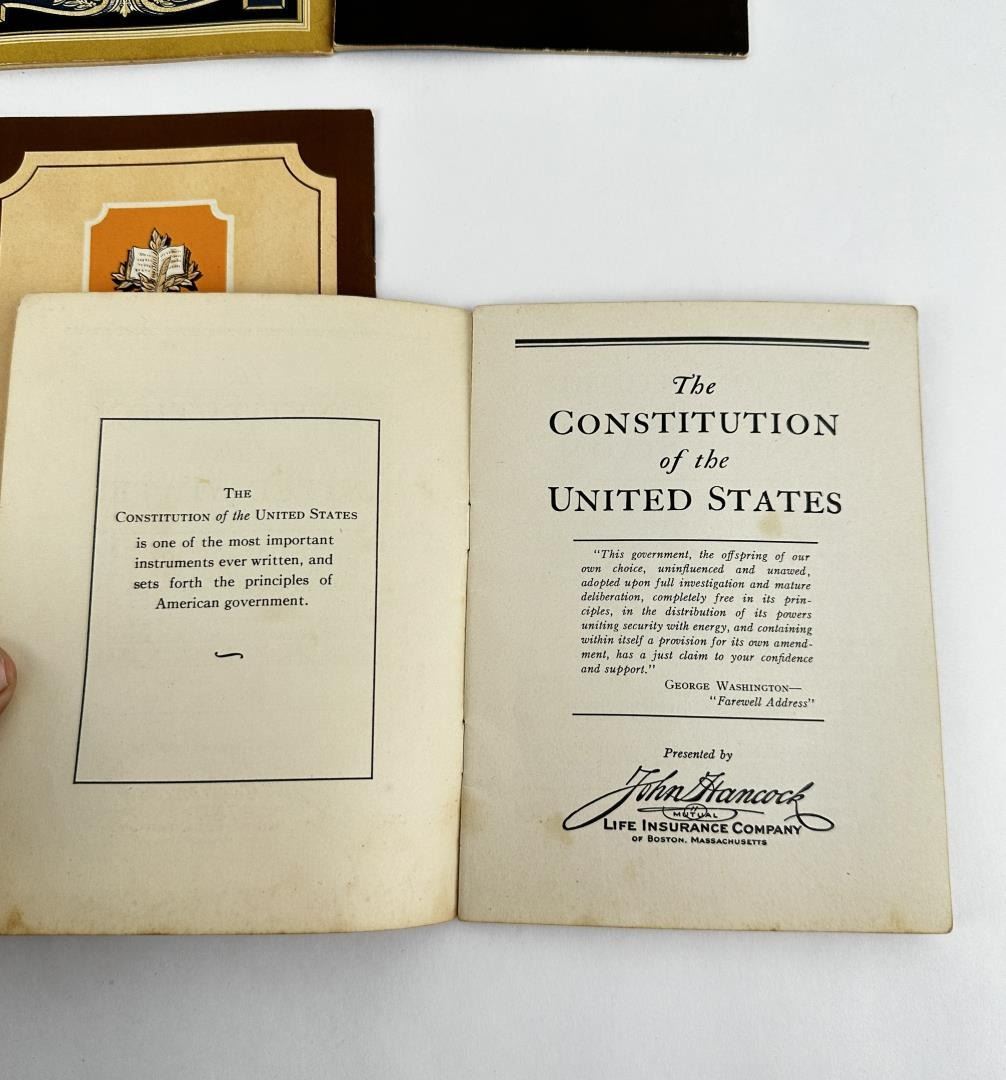 THE
CONSTITUTION of the UNITED STATES
is one of the most important
instruments ever written, and
sets forth the principles of
American government.
The
CONSTITUTION
of the
UNITED STATES
"This government, the offspring of our
own choice, uninfluenced and unawed,
adopted upon full investigation and mature
deliberation, completely free in its prin-
ciples, in the distribution of its powers
uniting security with energy, and containing
within itself a provision for its own amend-
ment, has a just claim to your confidence
and support."
GEORGE WASHINGTON—
"Farewell Address"
Presented by
John Hancock
MUTUAL
LIFE INSURANCE COMPANY
OF BOSTON, MASSACHUSETTS